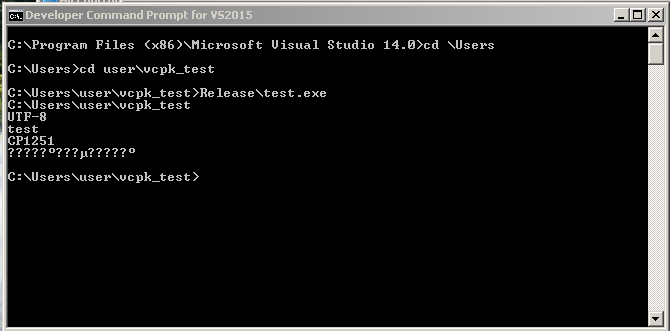 Developer Command Prompt for VS2015
C:\Program Files (x86)\Microsoft Visual Studio 14.0>cd \Users
C:\Users>cd user\vcpk_test
C:\Users\user\vcpk_test>Release\test.exe
C:\Users\user\vcpk_test
UTF-8
test
CP1251
?????º???µ?????º
C:\Users\user\vcpk_test>